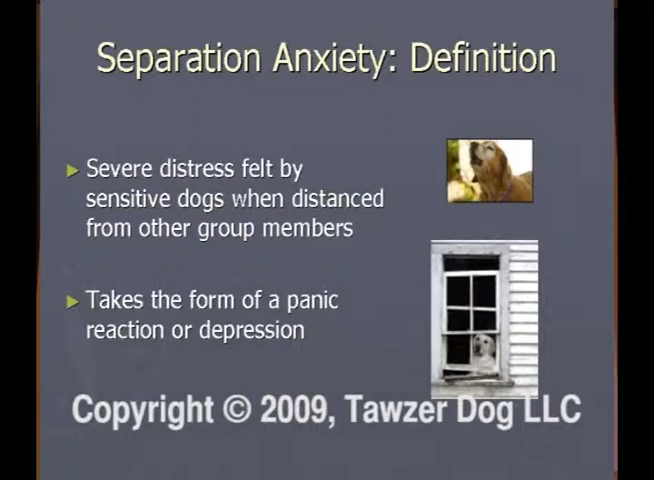 Separation Anxiety: Definition
Severe distress felt by
sensitive dogs when distanced
from other group members
Takes the form of a panic
reaction or depression
Copyright © 2009, Tawzer Dog LLC